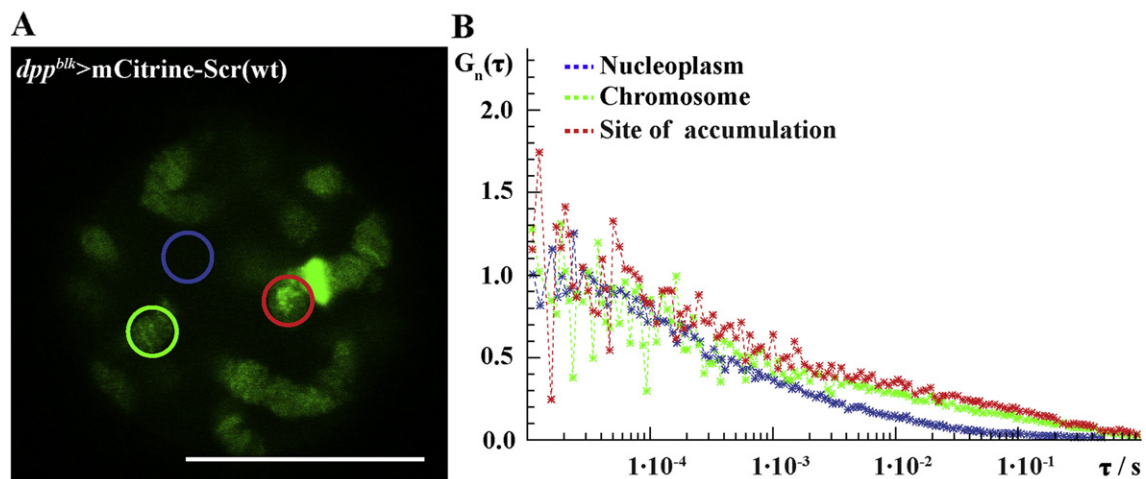 A
dpp^blk>mCitrine-Scr(wt)
B
Gₙ(τ)
Nucleoplasm
Chromosome
Site of accumulation
2.0
1.5
1.0
0.5
0.0
1·10⁻⁴
1·10⁻³
1·10⁻²
1·10⁻¹
τ / s